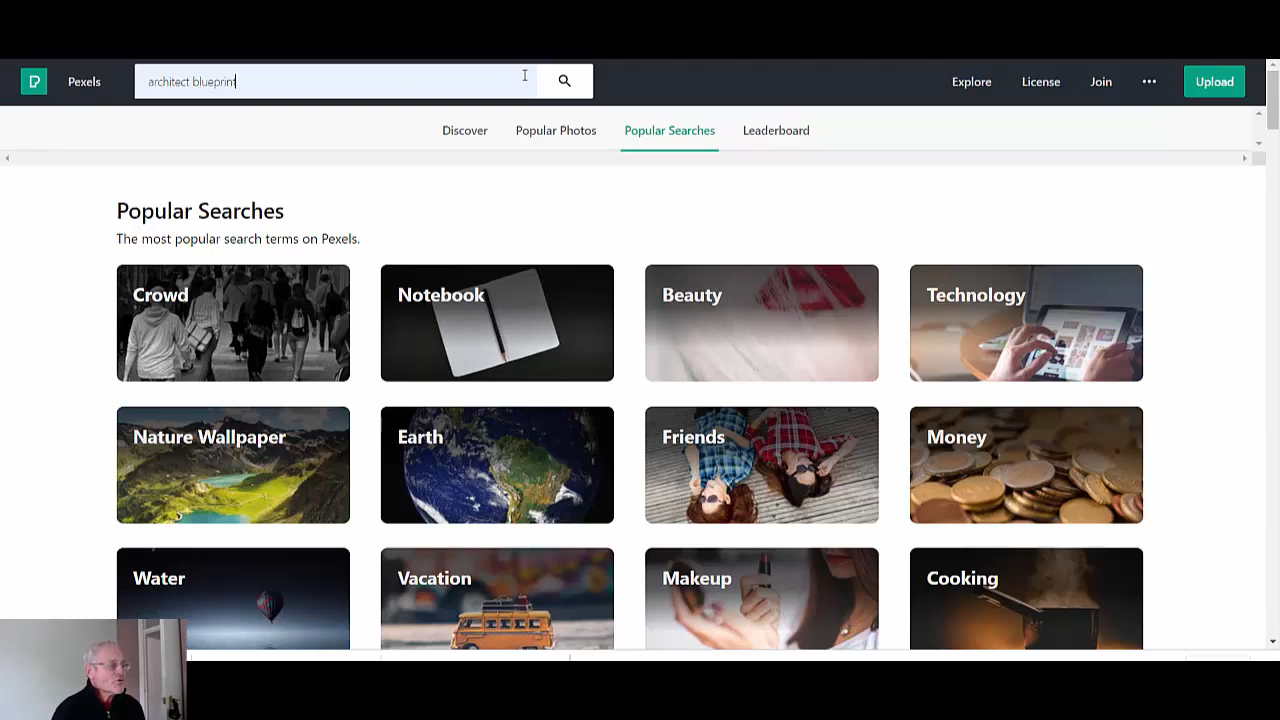 Pexels
architect blueprint
Explore
License
Join
Upload
Discover
Popular Photos
Popular Searches
Leaderboard
Popular Searches
The most popular search terms on Pexels.
Crowd
Notebook
Beauty
Technology
Nature Wallpaper
Earth
Friends
Money
Water
Vacation
Makeup
Cooking